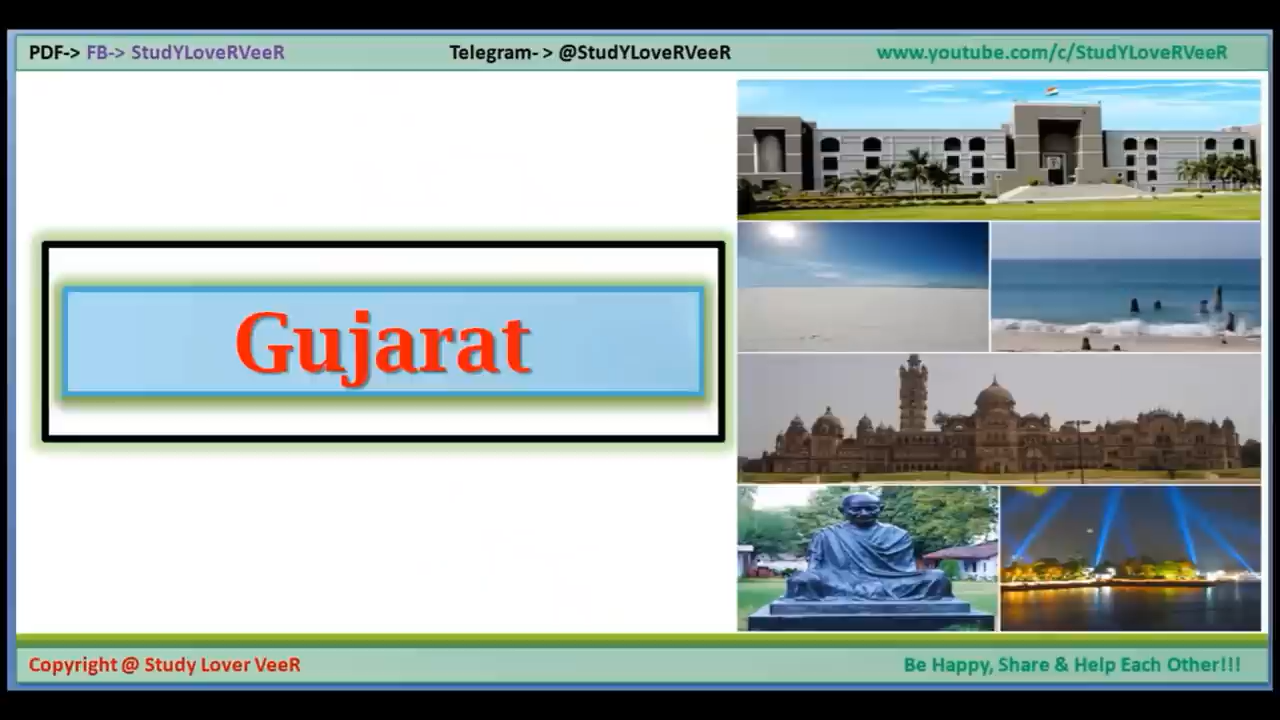 PDF-> FB-> StudYLoveRVeeR
Telegram- > @StudYLoveRVeeR
www.youtube.com/c/StudYLoveRVeeR
Gujarat
Copyright @ Study Lover VeeR
Be Happy, Share & Help Each Other!!!